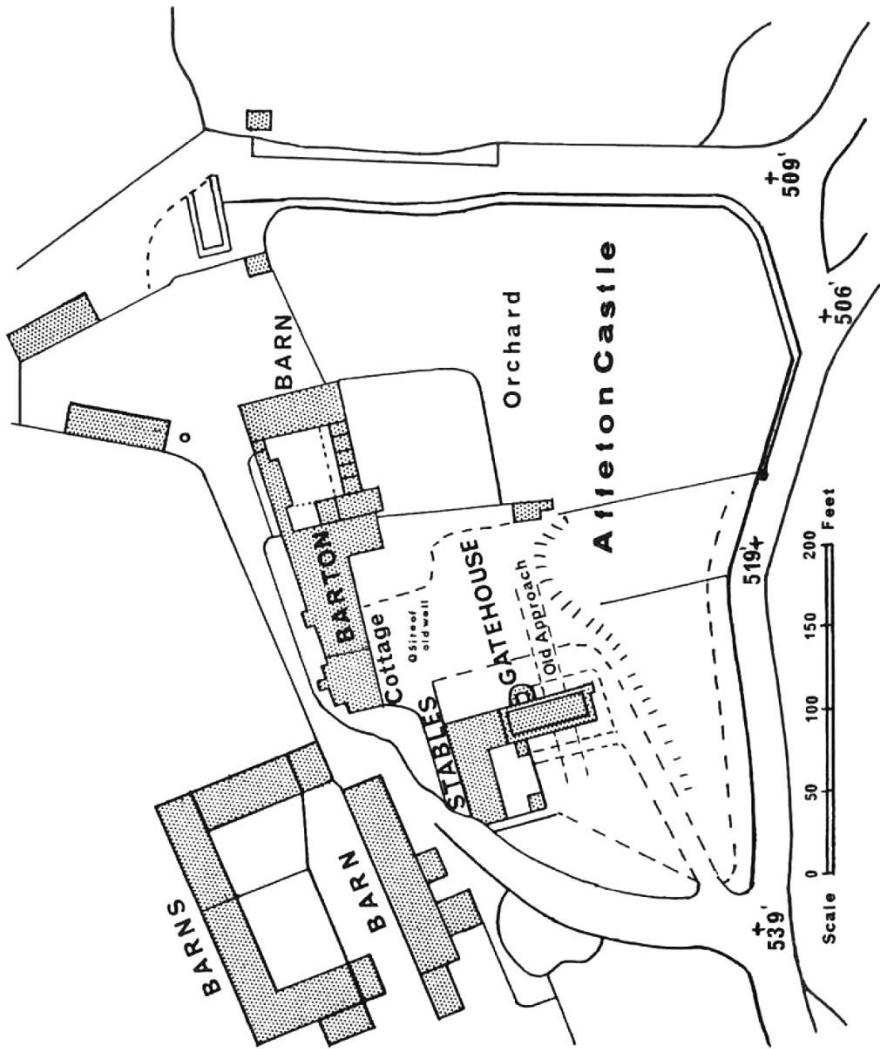 BARNS
BARN
BARN
BARTON
Cottage
Site of
old well
STABLES
GATEHOUSE
Old Approach
Orchard
Affeton Castle
539'
519'
506'
509'
Scale 0 50 100 150 200 Feet